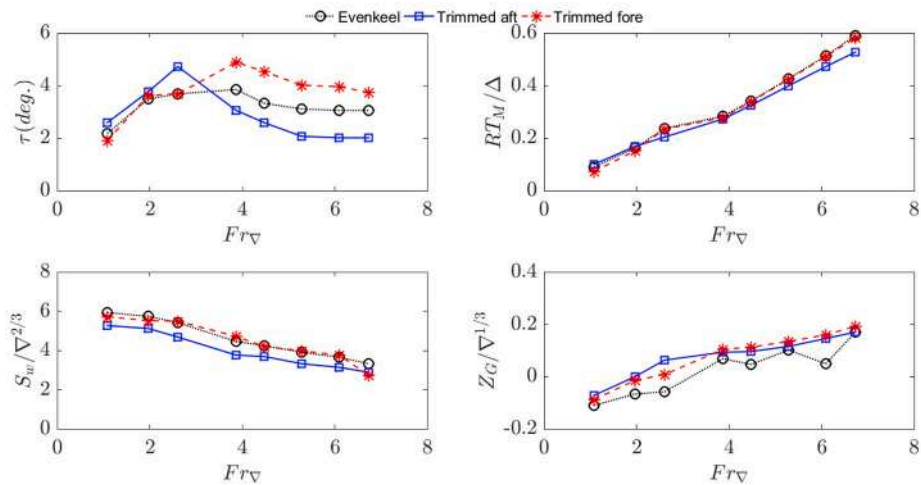 Evenkeel Trimmed aft Trimmed fore
6
4
2
0
τ(deg.)
0 2 4 6 8
Fr∇
0.6
0.4
0.2
0
RT_M/Δ
0 2 4 6 8
Fr∇
8
6
4
2
0
S_w/∇^{2/3}
0 2 4 6 8
Fr∇
0.4
0.2
0
-0.2
Z_G/∇^{1/3}
0 2 4 6 8
Fr∇